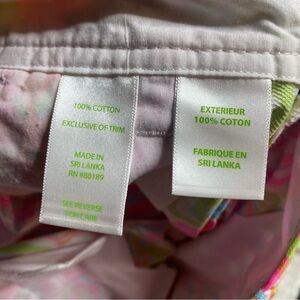 100% COTTON
EXCLUSIVE OF TRIM
MADE IN
SRI LANKA
RN #88189
SEE REVERSE
FOR CARE
EXTERIEUR
100% COTON
FABRIQUE EN
SRI LANKA